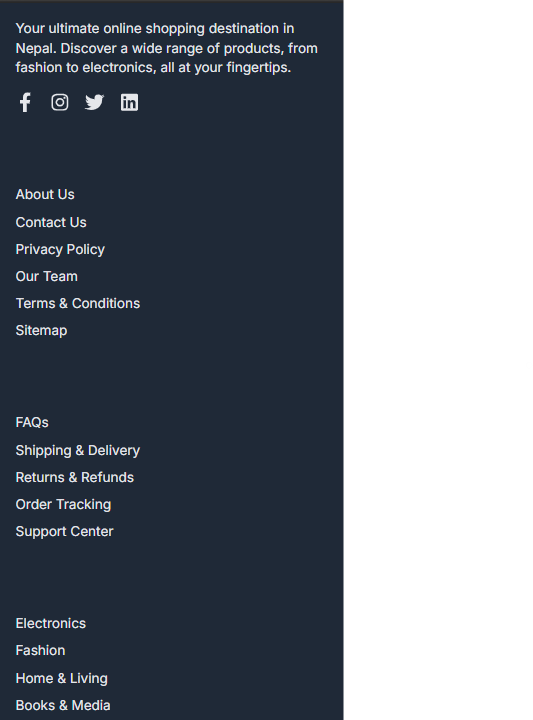 Your ultimate online shopping destination in
Nepal. Discover a wide range of products, from
fashion to electronics, all at your fingertips.
About Us
Contact Us
Privacy Policy
Our Team
Terms & Conditions
Sitemap
FAQs
Shipping & Delivery
Returns & Refunds
Order Tracking
Support Center
Electronics
Fashion
Home & Living
Books & Media